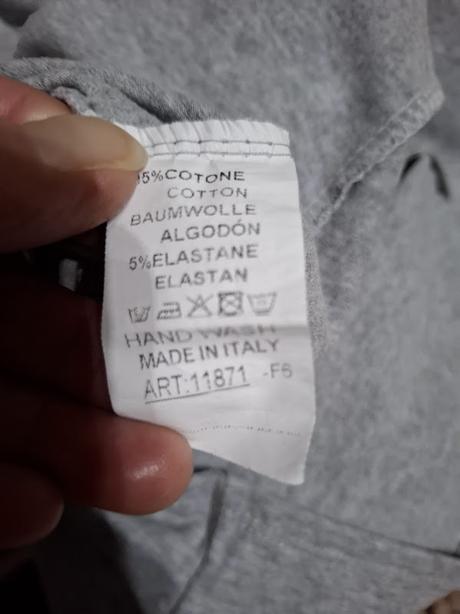 5%COTONE
COTTON
BAUMWOLLE
ALGODÓN
5%ELASTANE
ELASTAN
HAND WASH
MADE IN ITALY
ART:11871 -F6